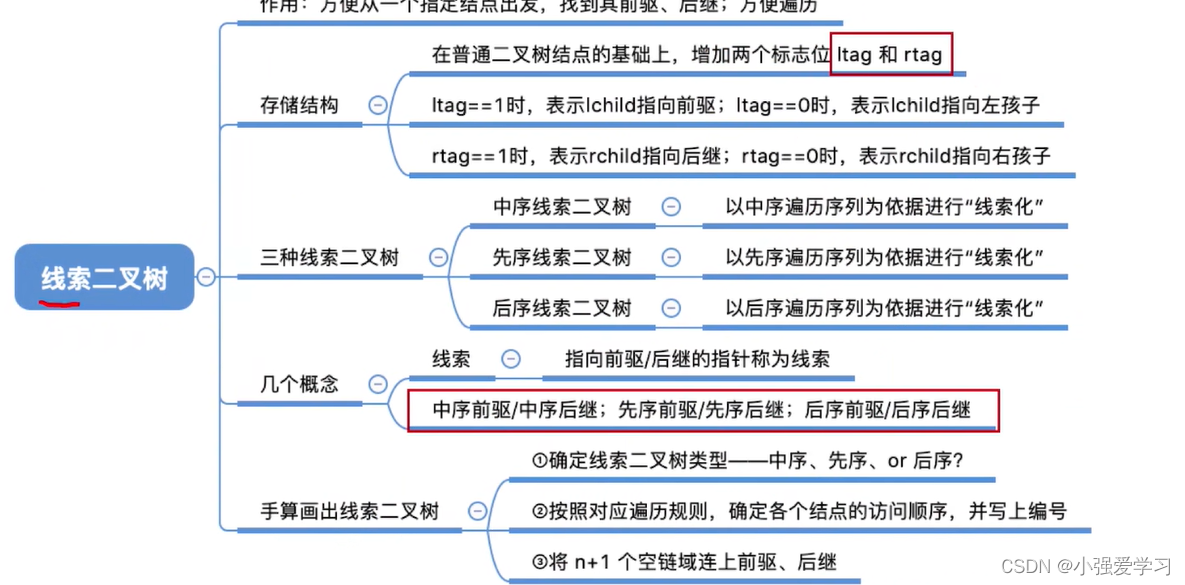 作用：方便从一个指定结点出发，找到其前驱、后继；方便遍历
在普通二叉树结点的基础上，增加两个标志位 ltag 和 rtag
存储结构
ltag==1时，表示lchild指向前驱；ltag==0时，表示lchild指向左孩子
rtag==1时，表示rchild指向后继；rtag==0时，表示rchild指向右孩子
中序线索二叉树
以中序遍历序列为依据进行“线索化”
三种线索二叉树
先序线索二叉树
以先序遍历序列为依据进行“线索化”
线索二叉树
后序线索二叉树
以后序遍历序列为依据进行“线索化”
线索
指向前驱/后继的指针称为线索
几个概念
中序前驱/中序后继；先序前驱/先序后继；后序前驱/后序后继
①确定线索二叉树类型——中序、先序、or 后序？
手算画出线索二叉树
②按照对应遍历规则，确定各个结点的访问顺序，并写上编号
③将 n+1 个空链域连上前驱、后继
CSDN @小强爱学习